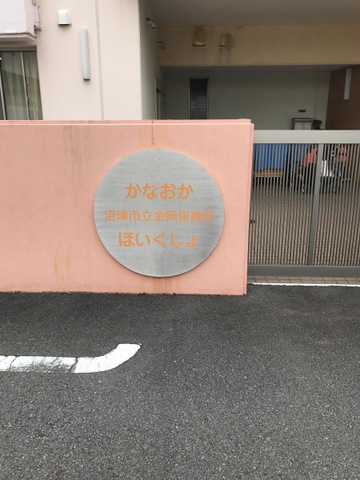 かなおか
沼津市立金岡保育所
ほいくしょ